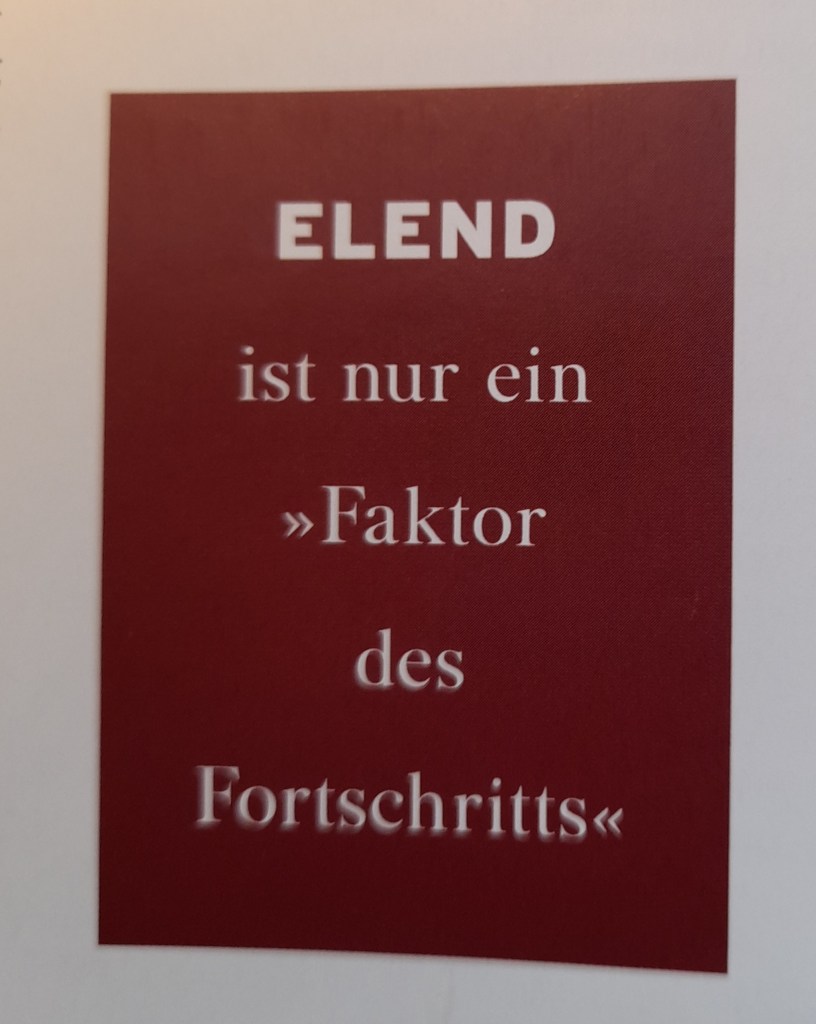 ELEND
ist nur ein
»Faktor
des
Fortschritts«